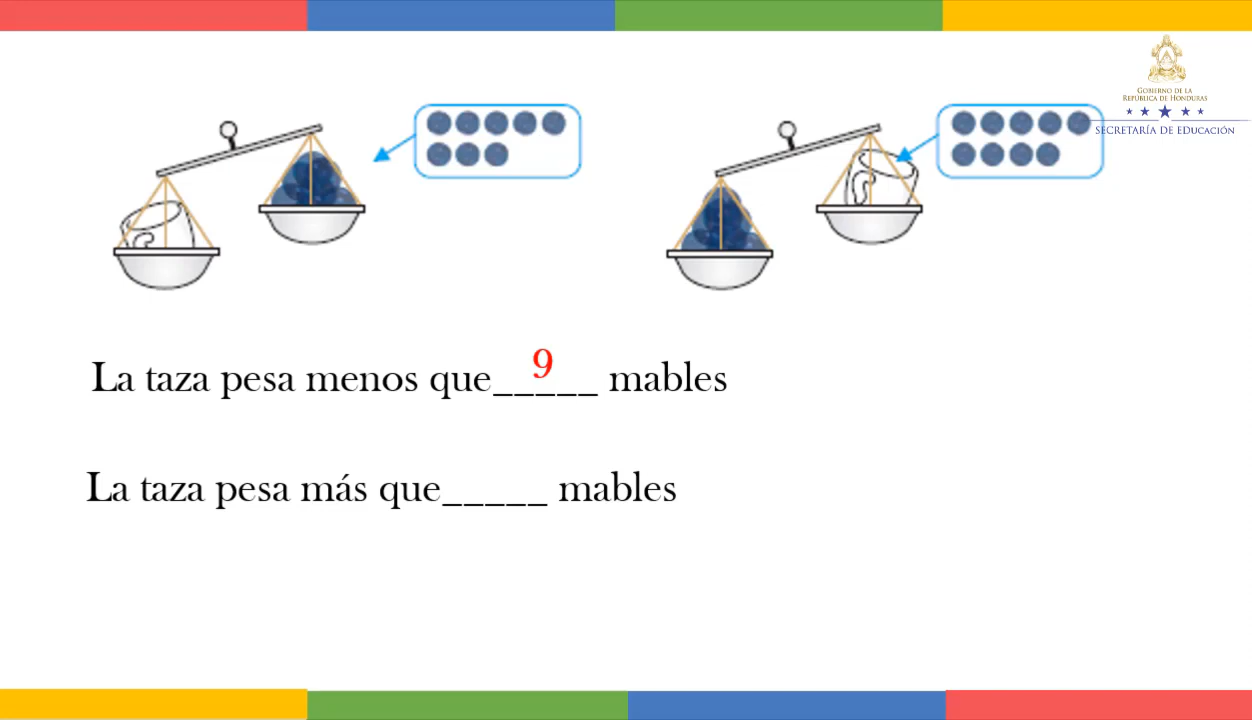 GOBIERNO DE LA
REPÚBLICA DE HONDURAS
SECRETARÍA DE EDUCACIÓN
La taza pesa menos que_____ mables
9
La taza pesa más que_____ mables